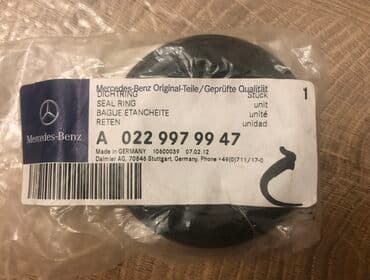 Mercedes-Benz Original-Teile/Geprüfte Qualität
DICHTRING Stück 1
SEAL RING unit
BAGUE ETANCHEITE unité
RETEN unidad
Mercedes-Benz
A 022 997 99 47
Made in GERMANY 10600039 07.02.12
Daimler AG, 70546 Stuttgart, Germany, Phone +49(0)711/17-0